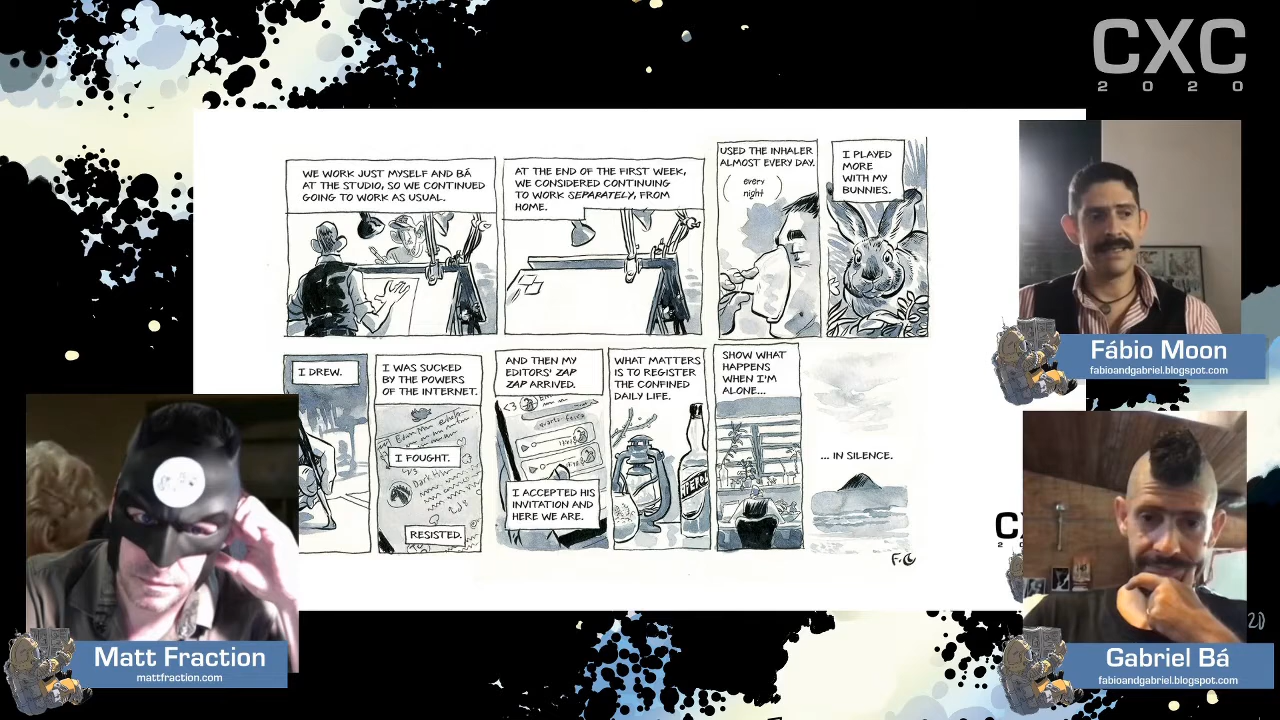 CXC
2020
WE WORK JUST MYSELF AND BÁ
AT THE STUDIO, SO WE CONTINUED
GOING TO WORK AS USUAL.
AT THE END OF THE FIRST WEEK,
WE CONSIDERED CONTINUING
TO WORK SEPARATELY, FROM
HOME.
USED THE INHALER
ALMOST EVERY DAY.
every
night
I PLAYED
MORE
WITH MY
BUNNIES.
I DREW.
I WAS SUCKED
BY THE POWERS
OF THE INTERNET.
I FOUGHT.
RESISTED.
AND THEN MY
EDITORS' ZAP
ZAP ARRIVED.
<3
I ACCEPTED HIS
INVITATION AND
HERE WE ARE.
WHAT MATTERS
IS TO REGISTER
THE CONFINED
DAILY LIFE.
SHOW WHAT
HAPPENS
WHEN I'M
ALONE...
... IN SILENCE.
Fábio Moon
fabioandgabriel.blogspot.com
Matt Fraction
mattfraction.com
Gabriel Bá
fabioandgabriel.blogspot.com